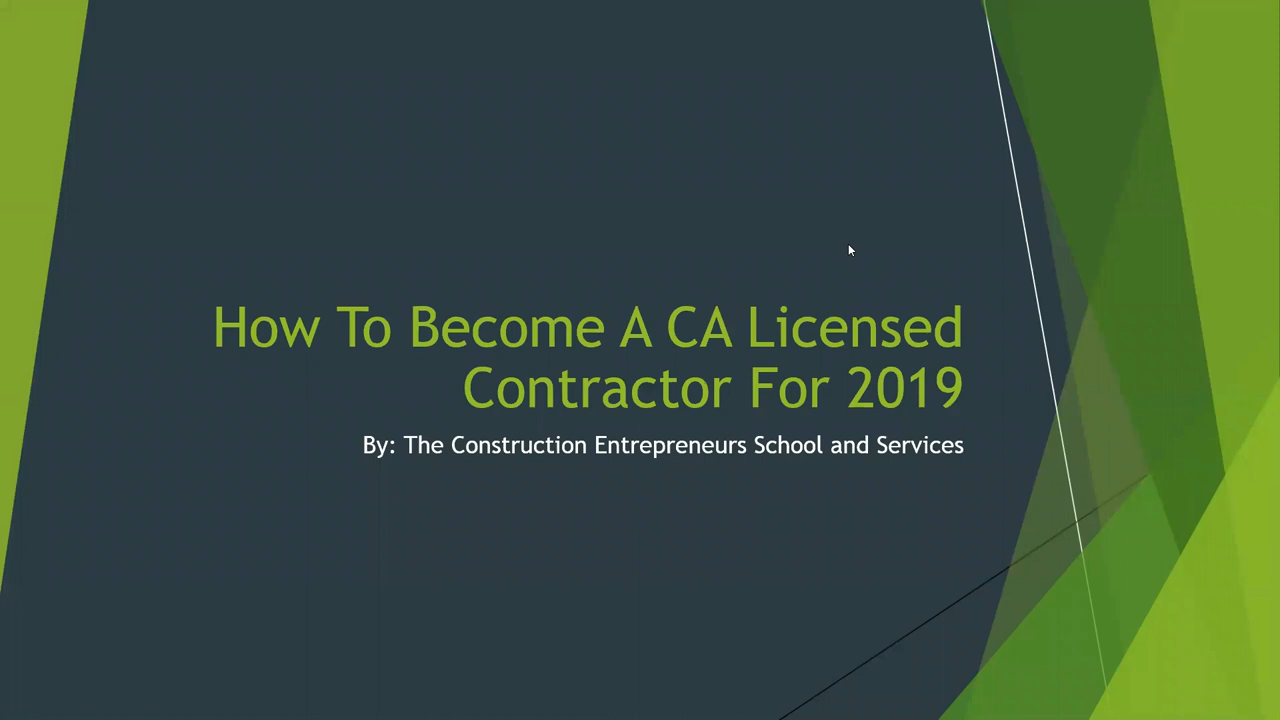 How To Become A CA Licensed
Contractor For 2019
By: The Construction Entrepreneurs School and Services